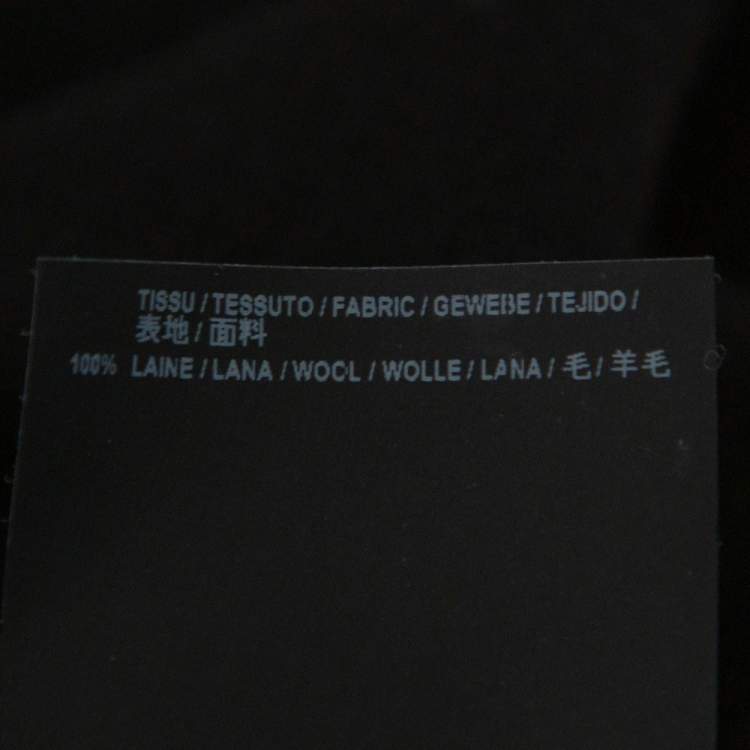 TISSU / TESSUTO / FABRIC / GEWEBE / TEJIDO /
表地 / 面料
100% LAINE / LANA / WOOL / WOLLE / LANA / 毛 / 羊毛